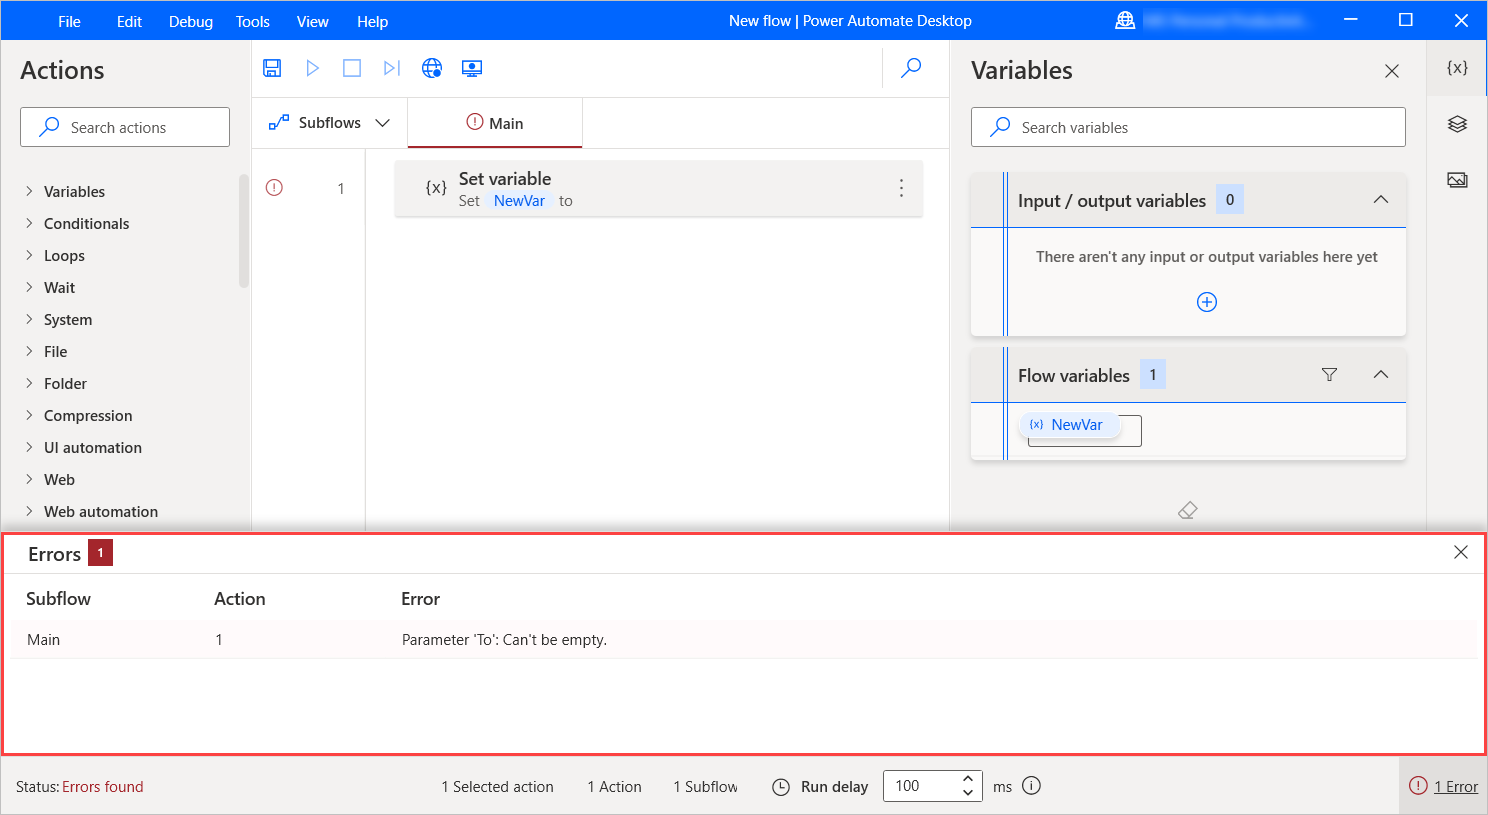 File Edit Debug Tools View Help New flow | Power Automate Desktop
Actions
Search actions
Variables
Conditionals
Loops
Wait
System
File
Folder
Compression
UI automation
Web
Web automation
Subflows
Main
1
{x} Set variable
Set NewVar to
Variables
{x}
Search variables
Input / output variables 0
There aren't any input or output variables here yet
Flow variables 1
{x} NewVar
Errors 1
Subflow Action Error
Main 1 Parameter 'To': Can't be empty.
Status: Errors found 1 Selected action 1 Action 1 Subflow Run delay 100 ms 1 Error